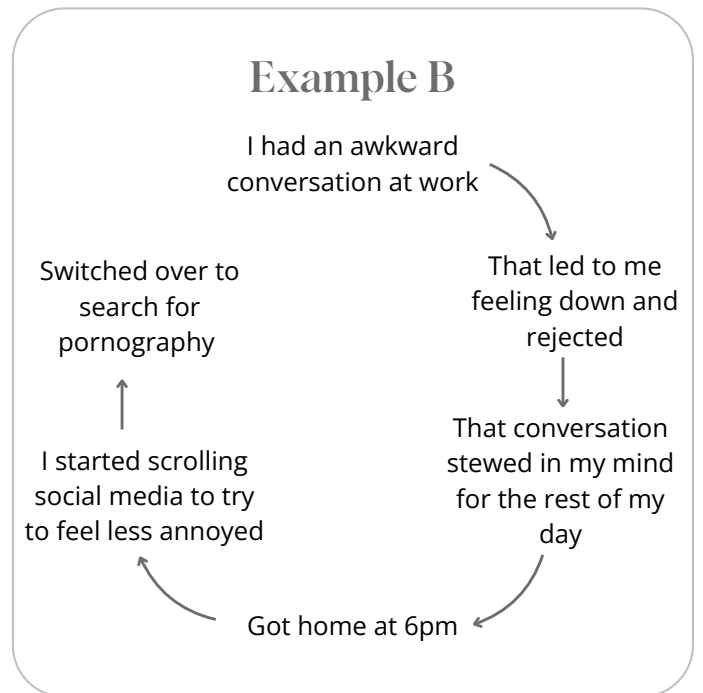 Example B
I had an awkward
conversation at work
That led to me
feeling down and
rejected
That conversation
stewed in my mind
for the rest of my
day
Got home at 6pm
I started scrolling
social media to try
to feel less annoyed
Switched over to
search for
pornography